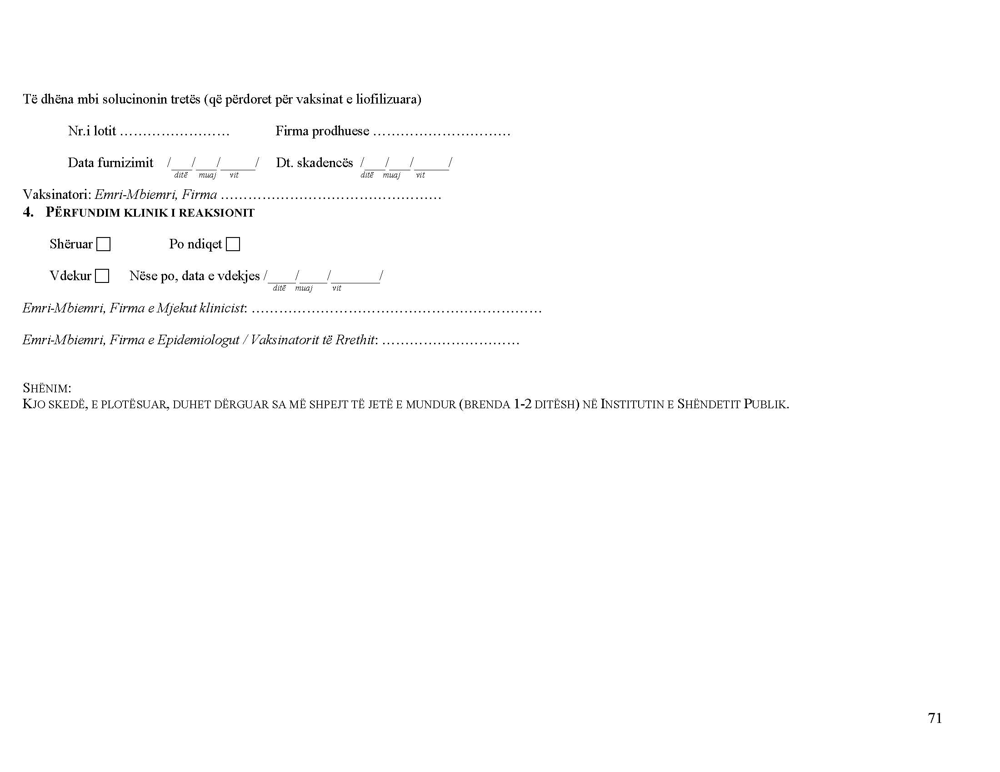 Të dhëna mbi solucinonin tretës (që përdoret për vaksinat e liofilizuara)
Nr.i lotit …………………… Firma prodhuese …………………………
Data furnizimit /___/___/_____/ Dt. skadencës /___/___/_____/
ditë muaj vit ditë muaj vit
Vaksinatori: Emri-Mbiemri, Firma …………………………………………
4. PËRFUNDIM KLINIK I REAKSIONIT
Shëruar □ Po ndiqet □
Vdekur □ Nëse po, data e vdekjes /____/____/_______/
ditë muaj vit
Emri-Mbiemri, Firma e Mjekut klinicist: ………………………………………………………
Emri-Mbiemri, Firma e Epidemiologut / Vaksinatorit të Rrethit: …………………………
SHËNIM:
KJO SKEDË, E PLOTËSUAR, DUHET DËRGUAR SA MË SHPEJT TË JETË E MUNDUR (BRENDA 1-2 DITËSH) NË INSTITUTIN E SHËNDETIT PUBLIK.
71